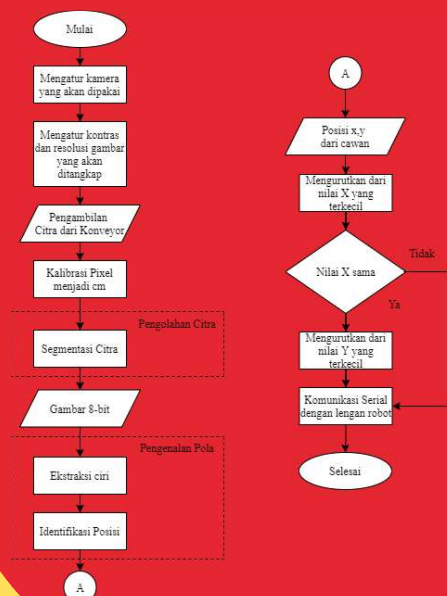 Mulai
Mengatur kamera
yang akan dipakai
Mengatur kontras
dan resolusi gambar
yang akan
ditangkap
Pengambilan
Citra dari Konveyor
Kalibrasi Pixel
menjadi cm
Pengolahan Citra
Segmentasi Citra
Gambar 8-bit
Pengenalan Pola
Ekstraksi ciri
Identifikasi Posisi
A
A
Posisi x,y
dari cawan
Mengurutkan dari
nilai X yang
terkecil
Nilai X sama
Tidak
Ya
Mengurutkan dari
nilai Y yang
terkecil
Komunikasi Serial
dengan lengan robot
Selesai